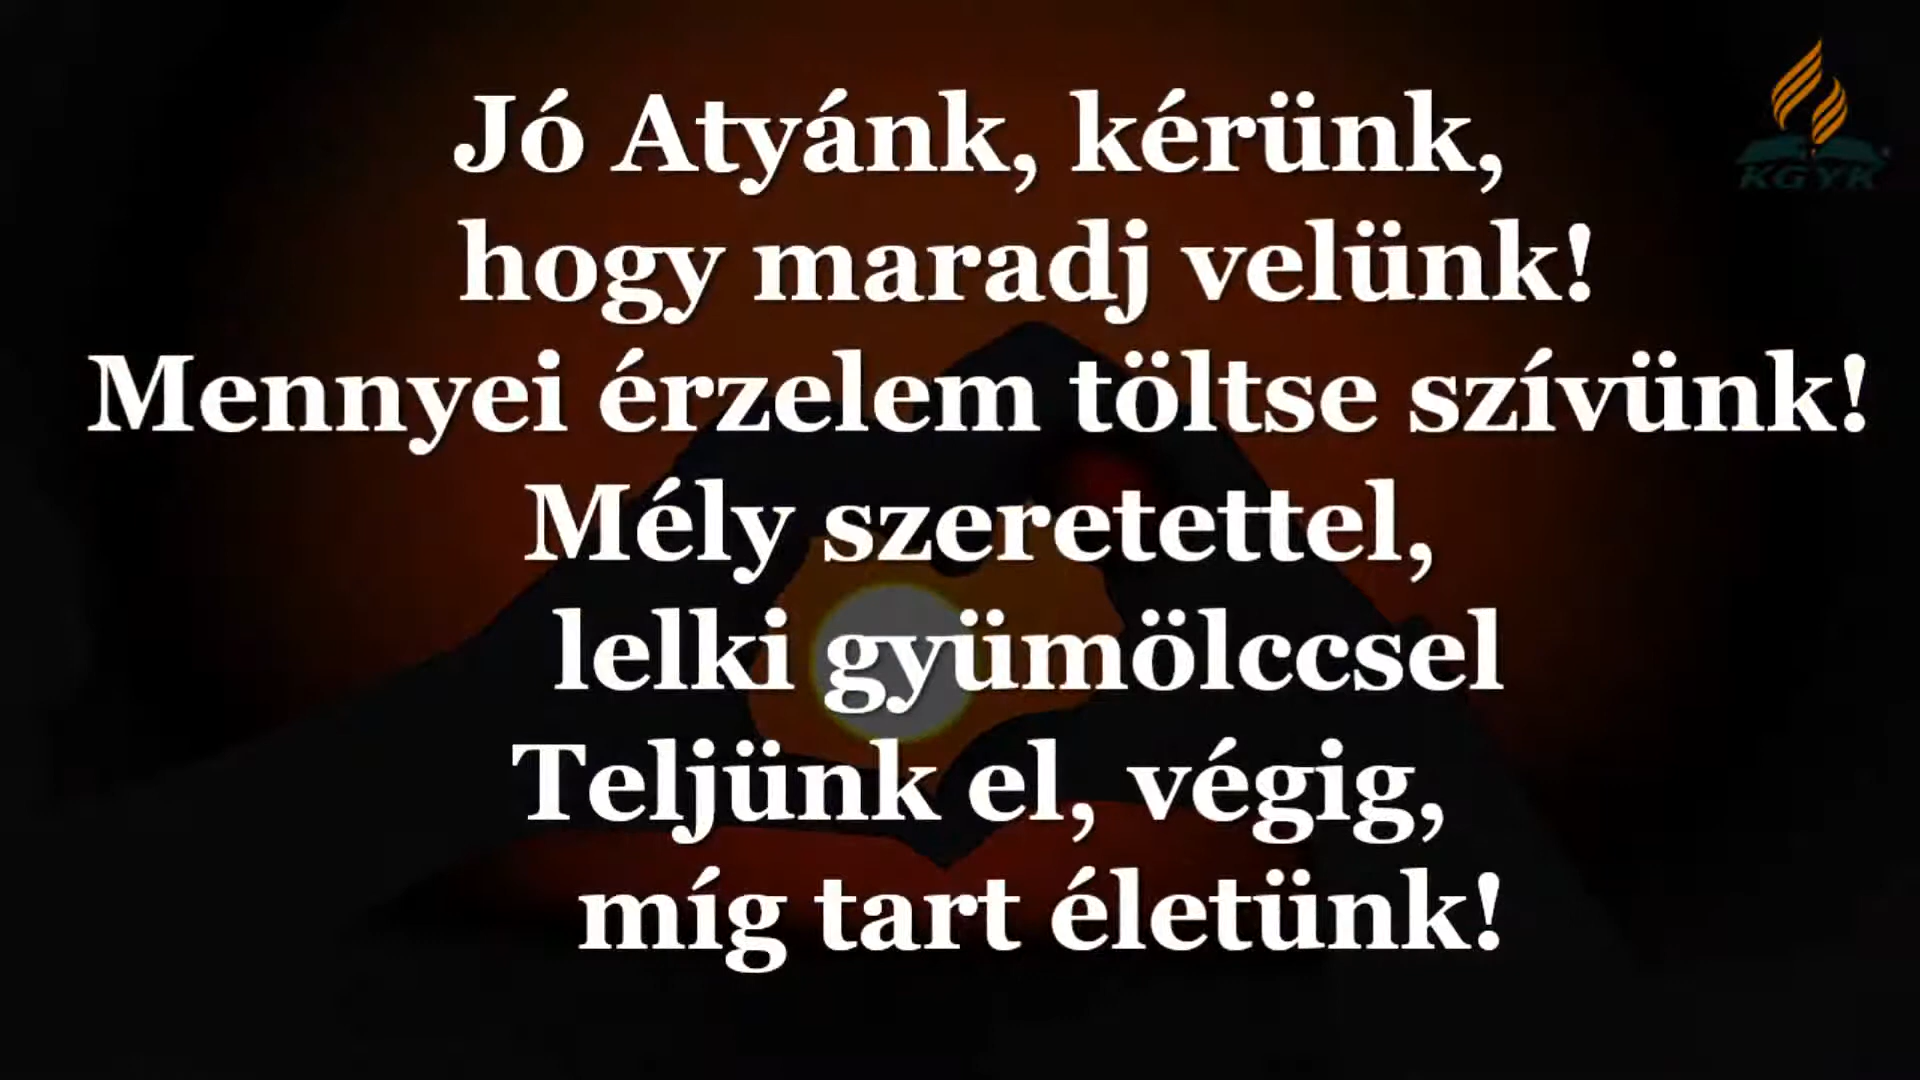 Jó Atyánk, kérünk,
hogy maradj velünk!
Mennyei érzelem töltse szívünk!
Mély szeretettel,
lelki gyümölccsel
Teljünk el, végig,
míg tart életünk!
KGYK